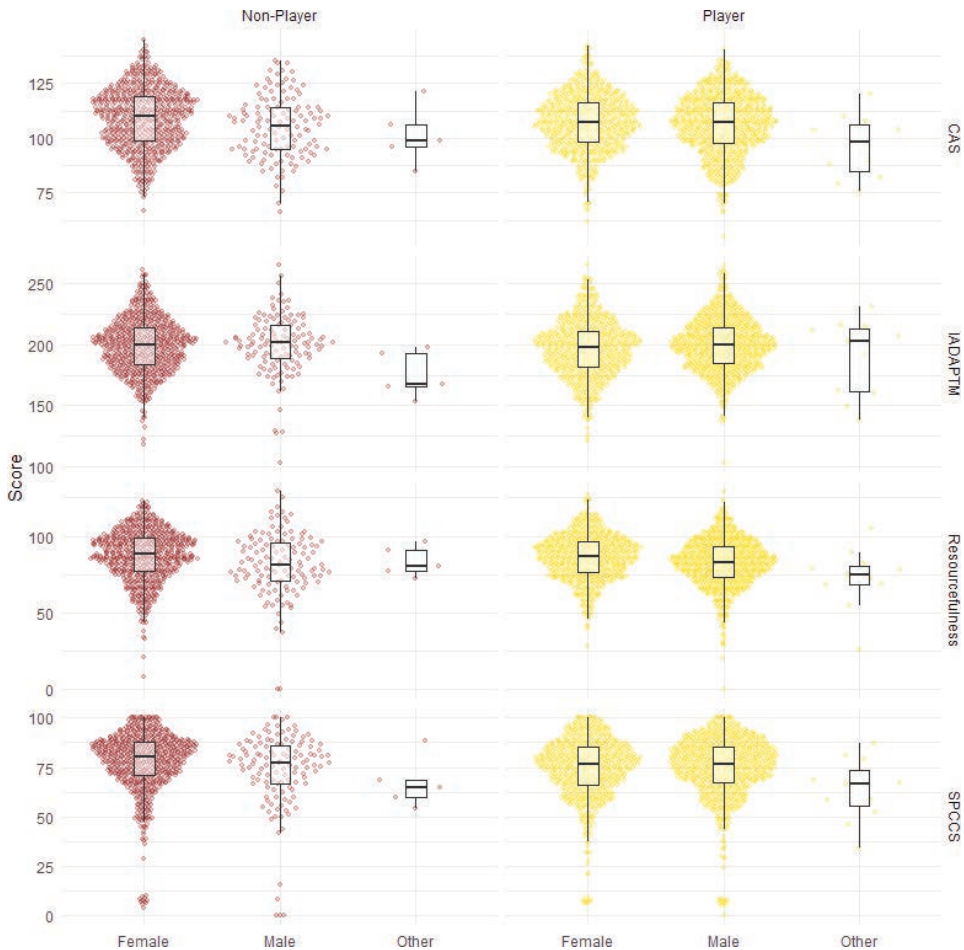 Non-Player Player
125
100
75
CAS
250
200
150
100
IADAPTM
Score
100
50
0
Resourcefulness
100
75
50
25
0
SPCCS
Female Male Other Female Male Other